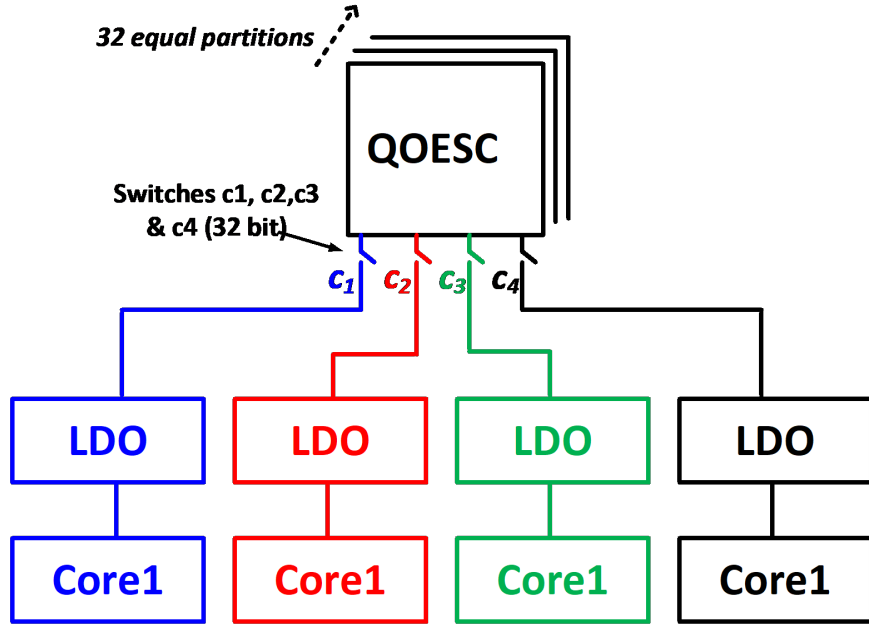 32 equal partitions
QOESC
Switches c1, c2,c3
& c4 (32 bit)
c1 c2 c3 c4
LDO LDO LDO LDO
Core1 Core1 Core1 Core1